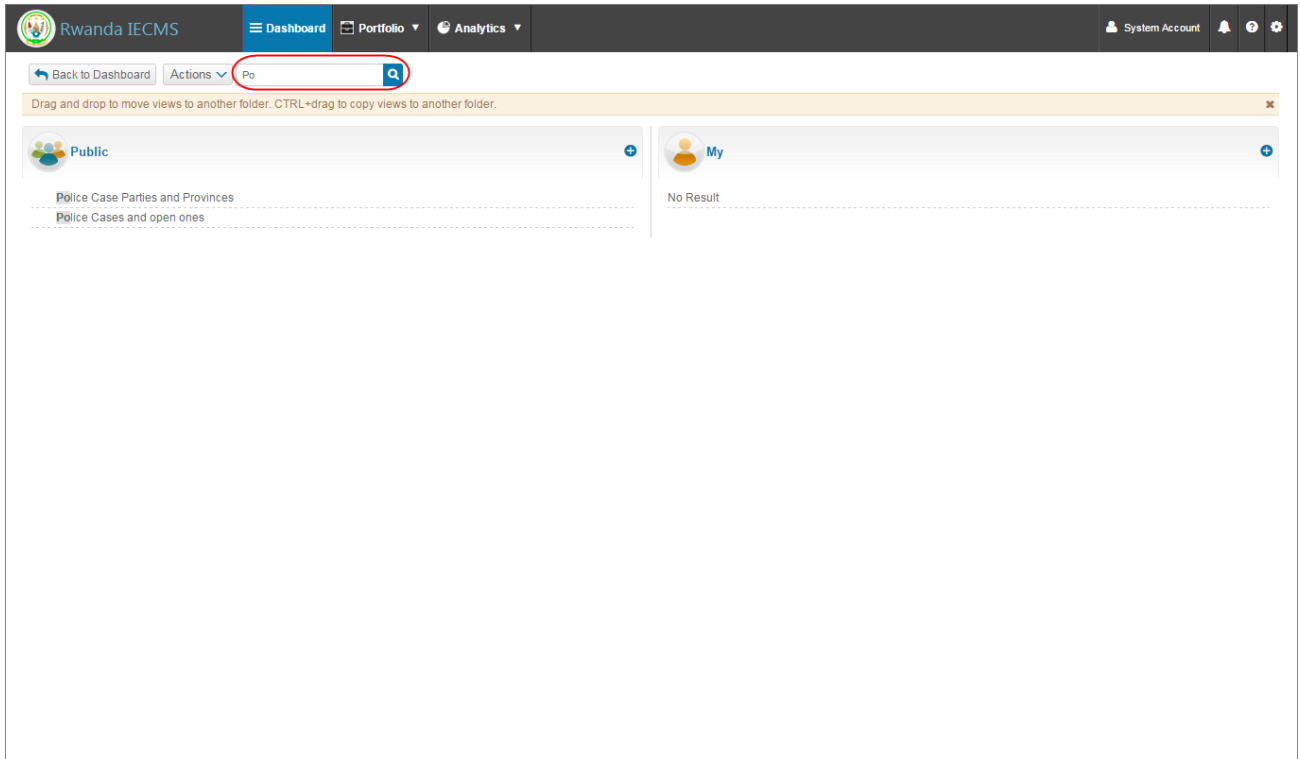 Rwanda IECMS Dashboard Portfolio Analytics System Account
Back to Dashboard Actions Po
Drag and drop to move views to another folder. CTRL+drag to copy views to another folder.
Public
Police Case Parties and Provinces
Police Cases and open ones
My
No Result